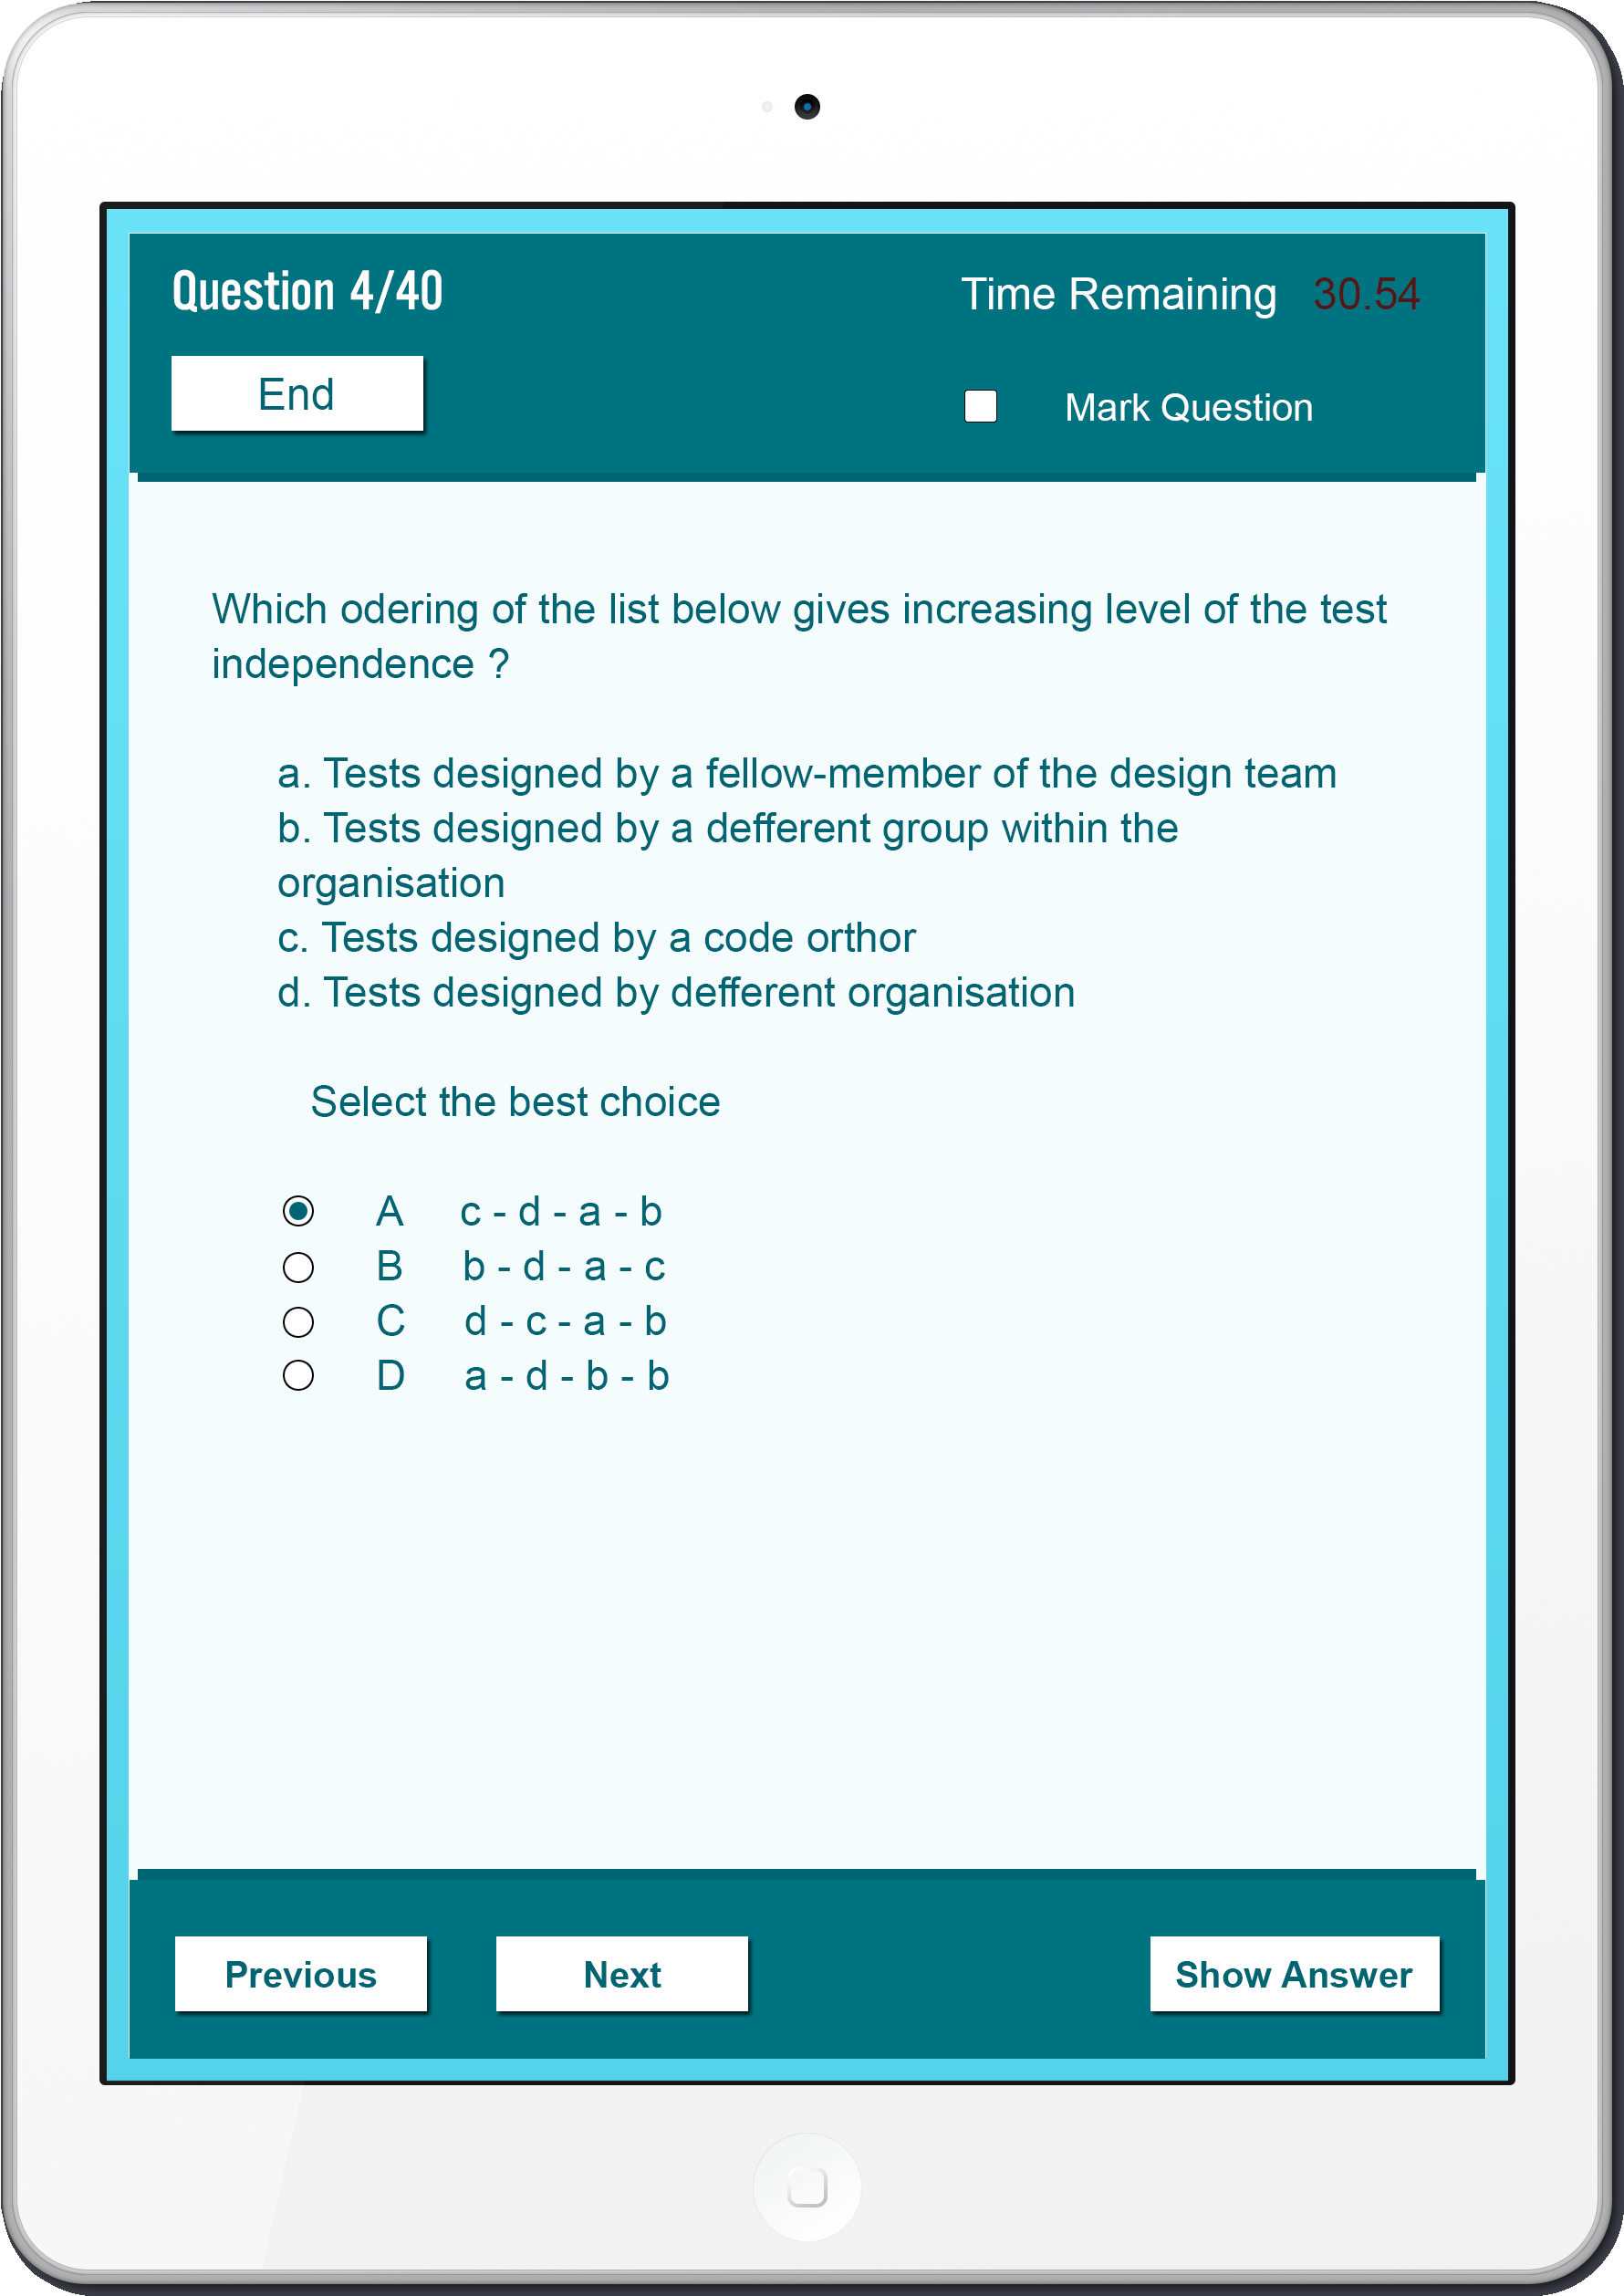 Question 4/40
Time Remaining 30.54
End
Mark Question
Which odering of the list below gives increasing level of the test
independence ?
a. Tests designed by a fellow-member of the design team
b. Tests designed by a defferent group within the
organisation
c. Tests designed by a code orthor
d. Tests designed by defferent organisation
Select the best choice
A c - d - a - b
B b - d - a - c
C d - c - a - b
D a - d - b - b
Previous
Next
Show Answer